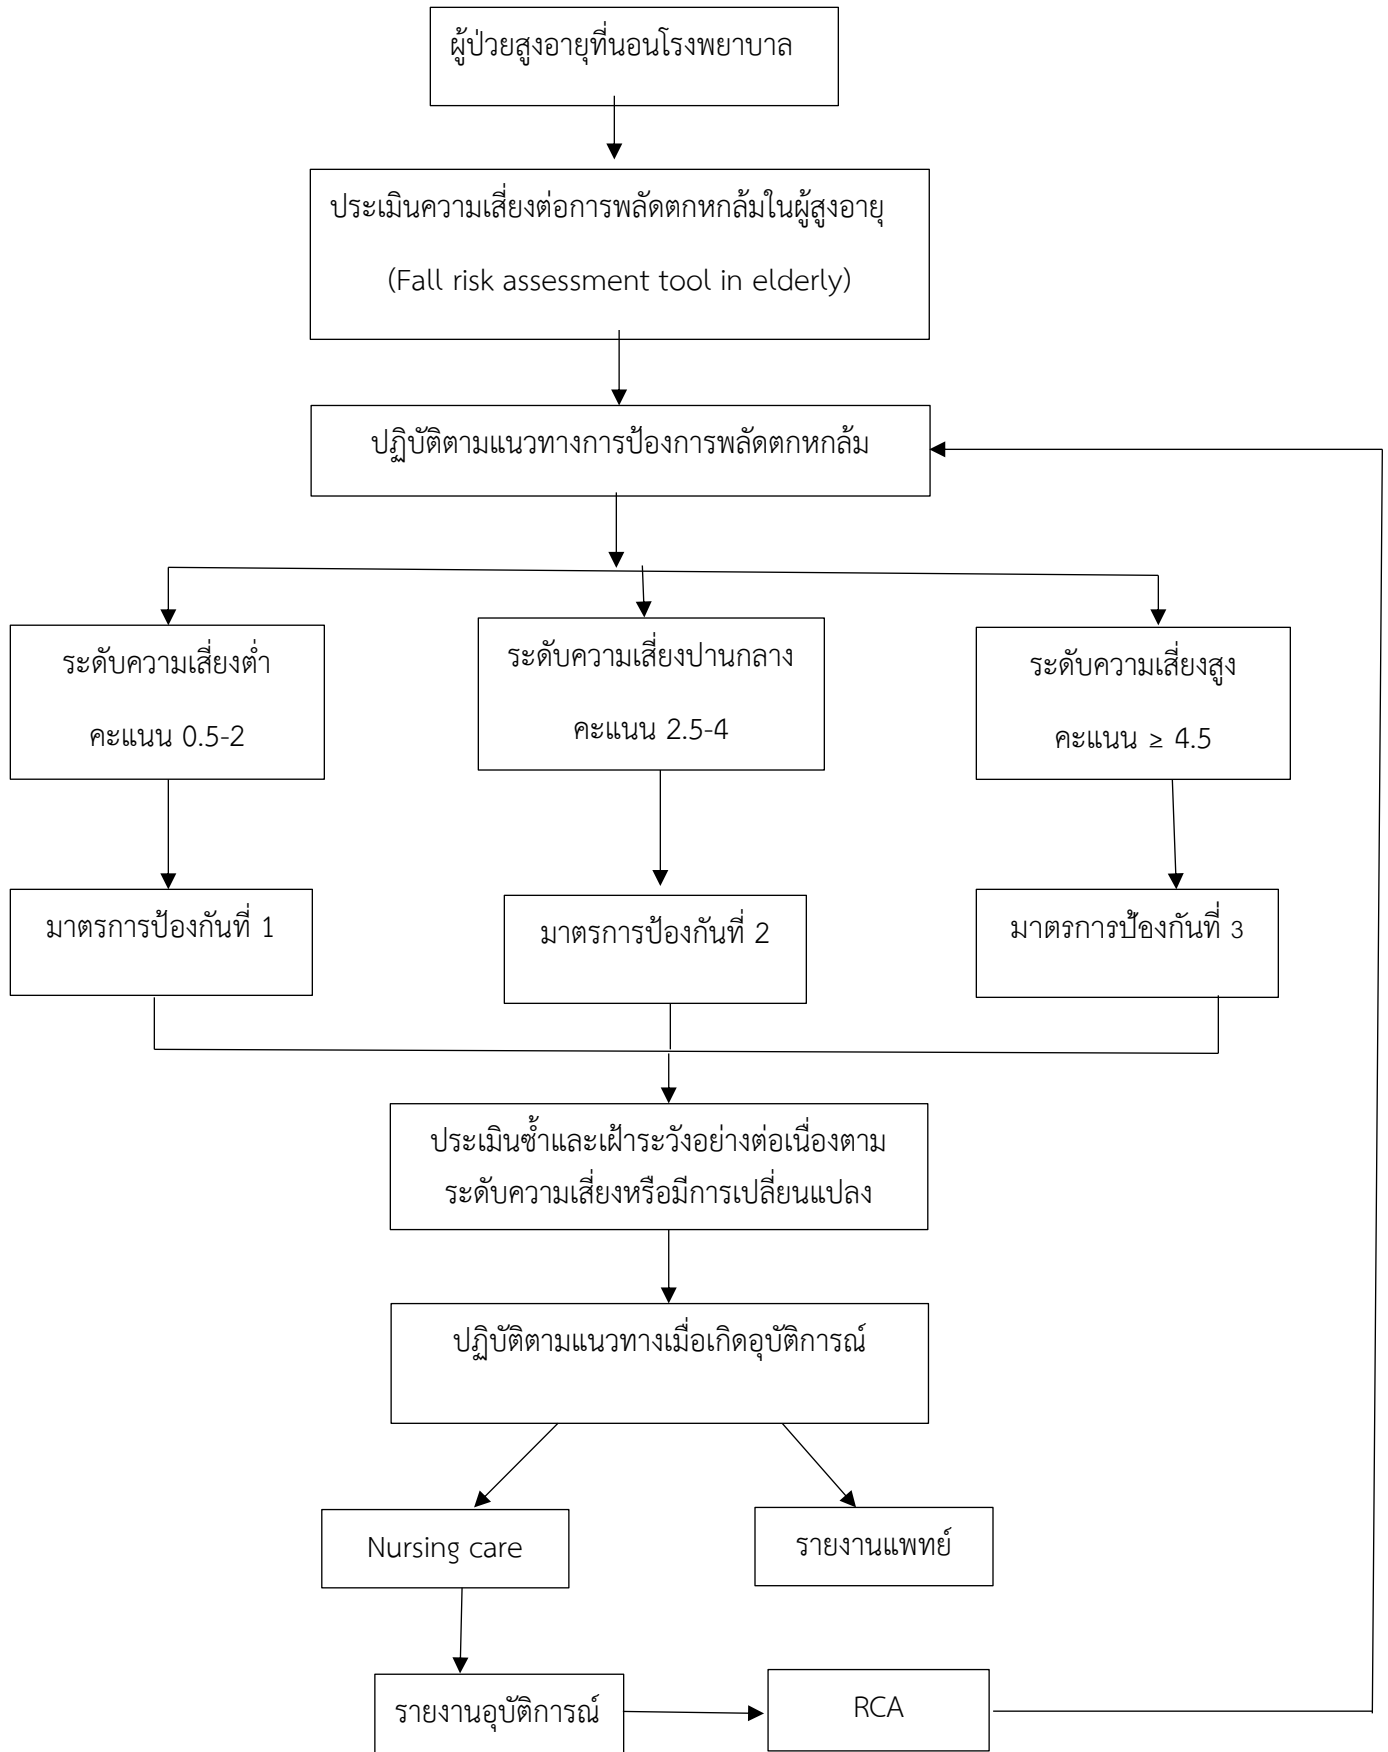 ผู้ป่วยสูงอายุที่นอนโรงพยาบาล
ประเมินความเสี่ยงต่อการพลัดตกหกล้มในผู้สูงอายุ
(Fall risk assessment tool in elderly)
ปฏิบัติตามแนวทางการป้องการพลัดตกหกล้ม
ระดับความเสี่ยงต่ำ
คะแนน 0.5-2
ระดับความเสี่ยงปานกลาง
คะแนน 2.5-4
ระดับความเสี่ยงสูง
คะแนน ≥ 4.5
มาตรการป้องกันที่ 1
มาตรการป้องกันที่ 2
มาตรการป้องกันที่ 3
ประเมินซ้ำและเฝ้าระวังอย่างต่อเนื่องตาม
ระดับความเสี่ยงหรือมีการเปลี่ยนแปลง
ปฏิบัติตามแนวทางเมื่อเกิดอุบัติการณ์
Nursing care
รายงานแพทย์
รายงานอุบัติการณ์
RCA